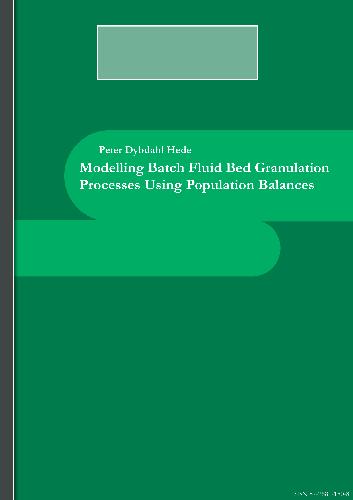 Peter Dybdahl Hede
Modelling Batch Fluid Bed Granulation
Processes Using Population Balances